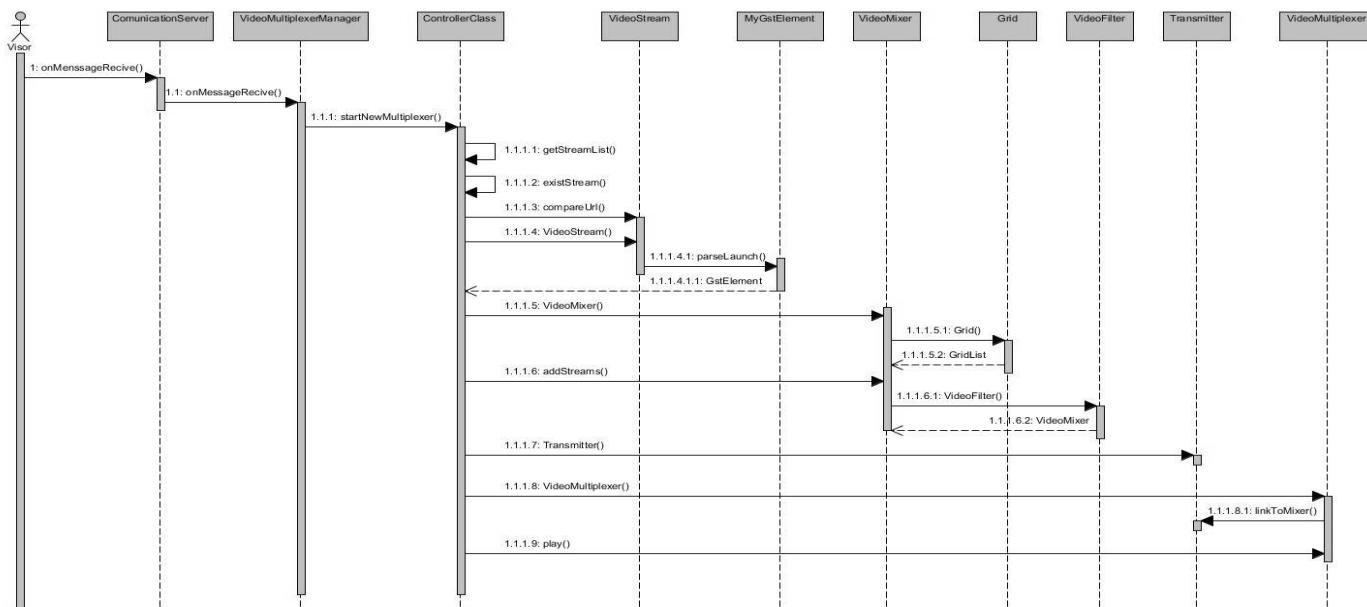 ComunicationServer
VideoMultiplexerManager
ControllerClass
VideoStream
MyGstElement
VideoMixer
Grid
VideoFilter
Transmitter
VideoMultiplexer
Visor
1: onMenssageRecive()
1.1: onMessageRecive()
1.1.1: startNewMultiplexer()
1.1.1.1: getStreamList()
1.1.1.2: existStream()
1.1.1.3: compareUrl()
1.1.1.4: VideoStream()
1.1.1.4.1: parseLaunch()
1.1.1.4.1.1: GstElement
1.1.1.5: VideoMixer()
1.1.1.5.1: Grid()
1.1.1.5.2: GridList
1.1.1.6: addStreams()
1.1.1.6.1: VideoFilter()
1.1.1.6.2: VideoMixer
1.1.1.7: Transmitter()
1.1.1.8: VideoMultiplexer()
1.1.1.8.1: linkToMixer()
1.1.1.9: play()